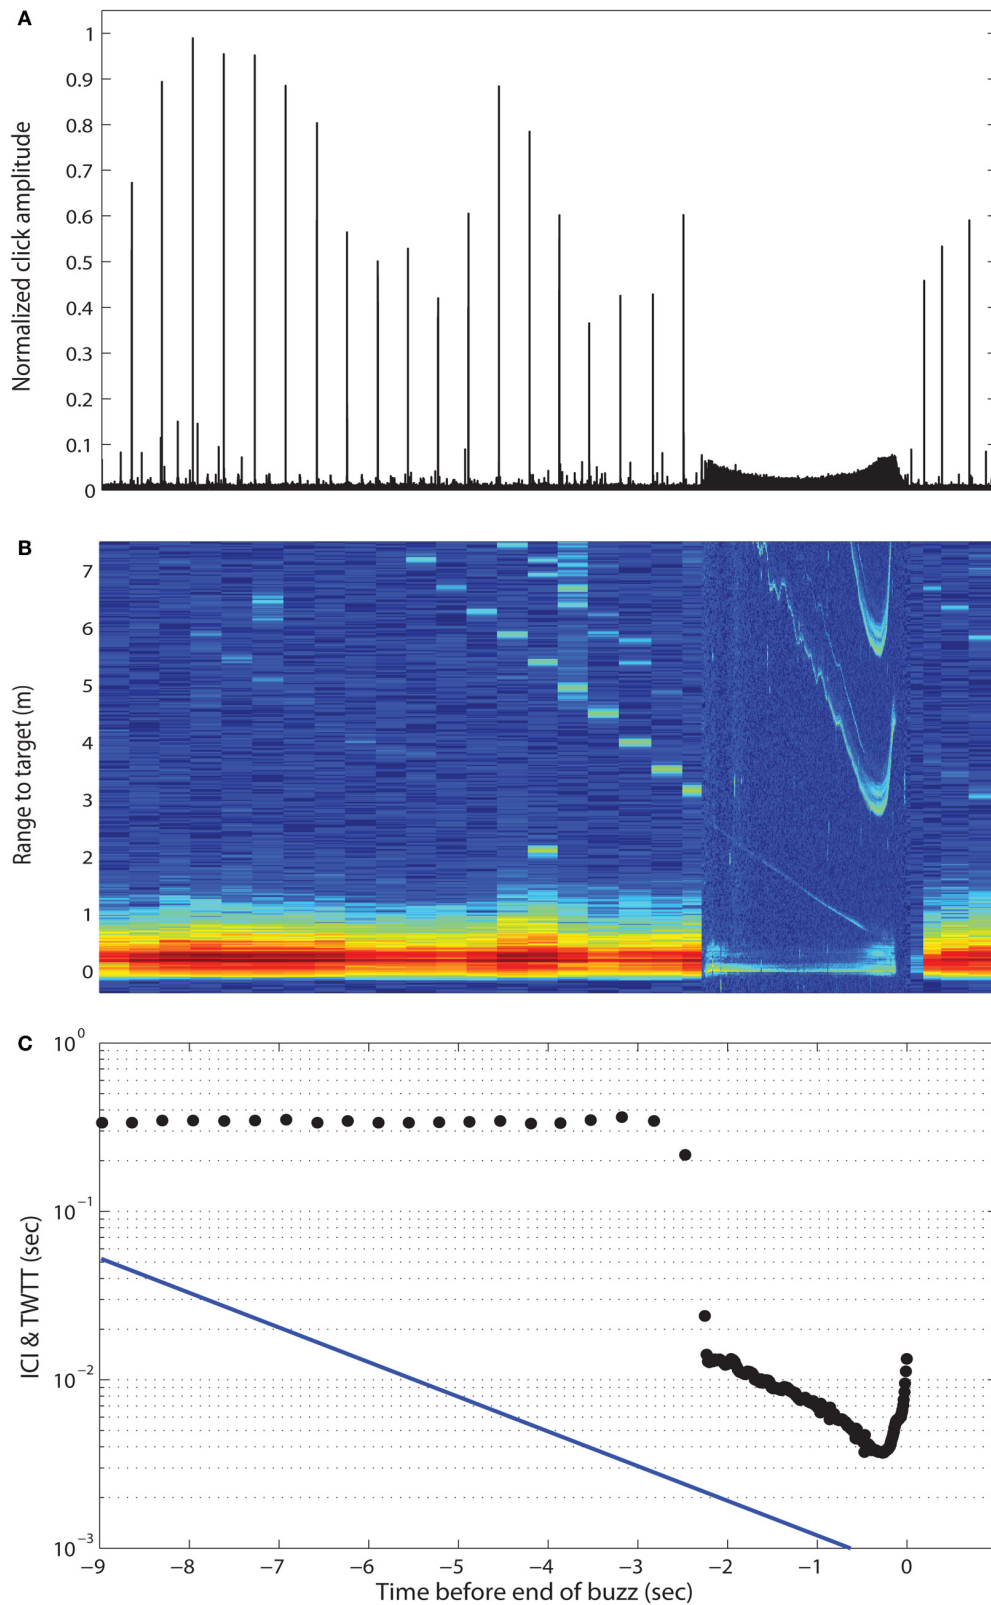 A
Normalized click amplitude
1
0.9
0.8
0.7
0.6
0.5
0.4
0.3
0.2
0.1
0
B
Range to target (m)
7
6
5
4
3
2
1
0
C
ICI & TWTT (sec)
10⁰
10⁻¹
10⁻²
10⁻³
−9 −8 −7 −6 −5 −4 −3 −2 −1 0
Time before end of buzz (sec)